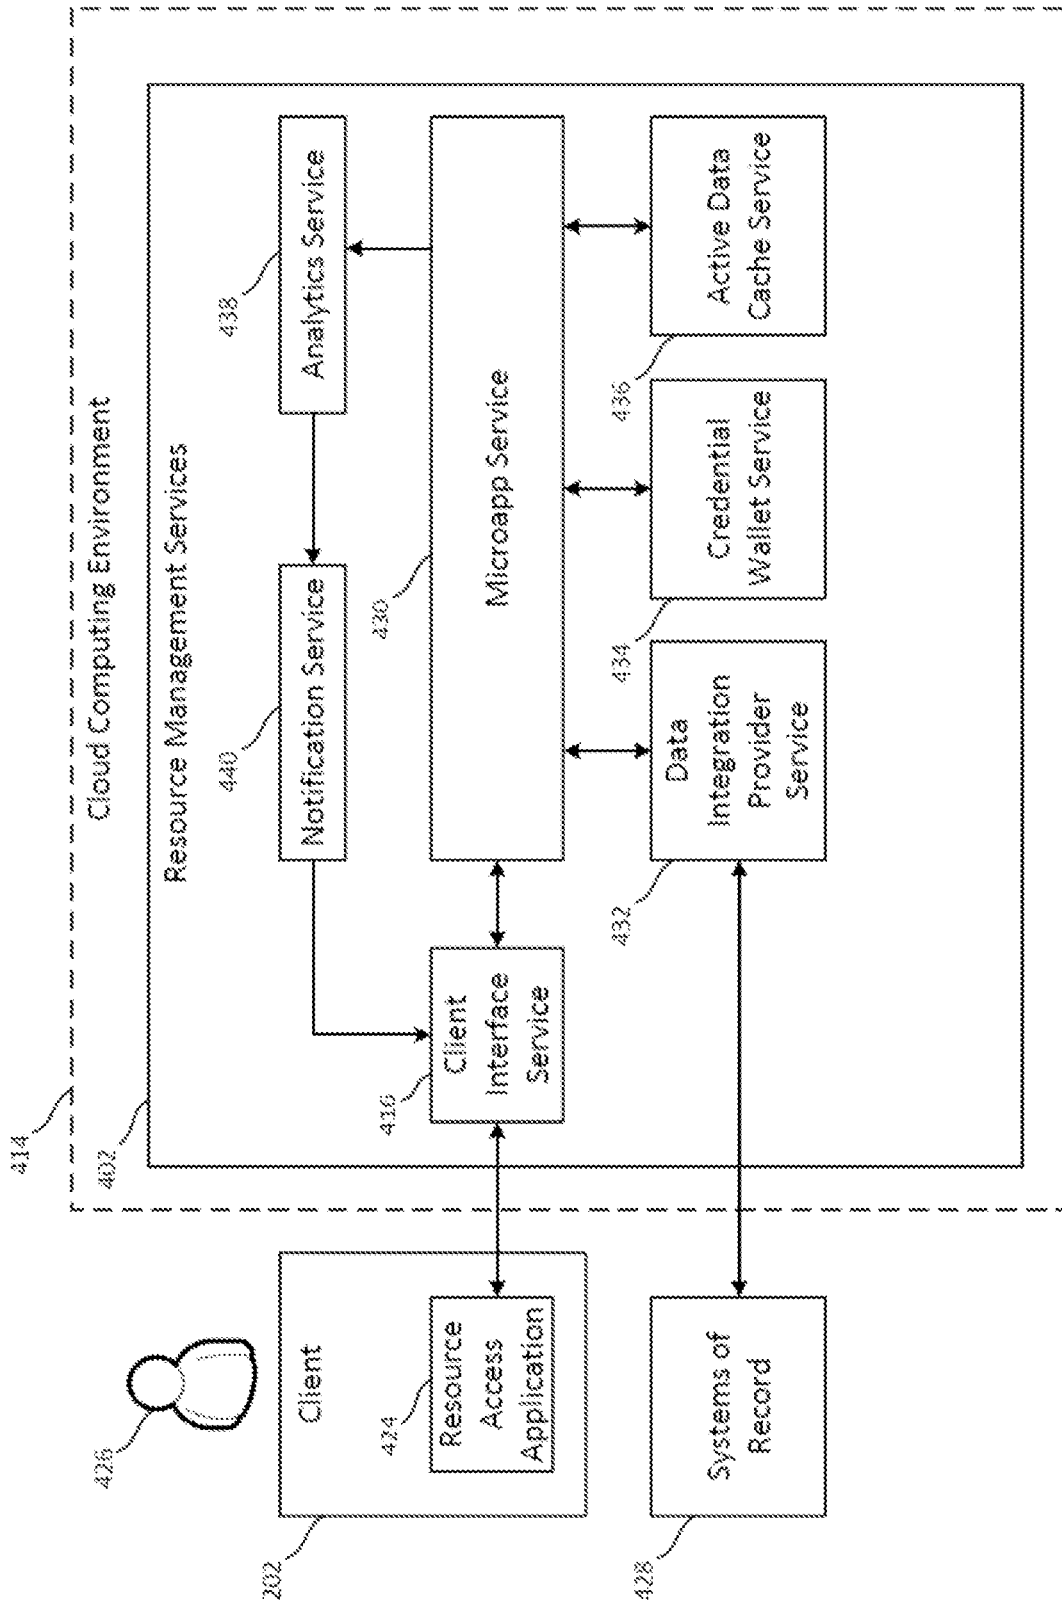 414
Cloud Computing Environment
402
Resource Management Services
426
202
Client
440
Notification Service
438
Analytics Service
424
Resource
Access
Application
416
Client
Interface
Service
430
Microapp Service
428
Systems of
Record
432
Data
Integration
Provider
Service
434
Credential
Wallet Service
436
Active Data
Cache Service